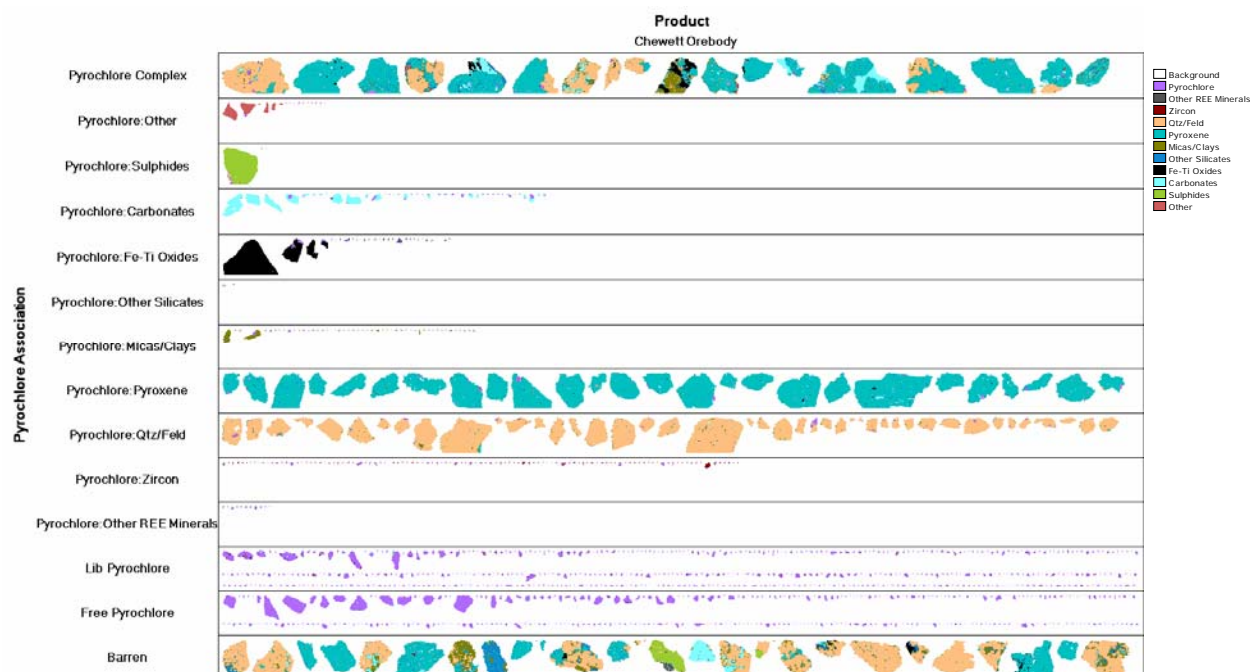 Product
Chewett Orebody
Pyrochlore Association
Pyrochlore Complex
Pyrochlore:Other
Pyrochlore:Sulphides
Pyrochlore:Carbonates
Pyrochlore:Fe-Ti Oxides
Pyrochlore:Other Silicates
Pyrochlore:Micas/Clays
Pyrochlore:Pyroxene
Pyrochlore:Qtz/Feld
Pyrochlore:Zircon
Pyrochlore:Other REE Minerals
Lib Pyrochlore
Free Pyrochlore
Barren
Background
Pyrochlore
Other REE Minerals
Zircon
Qtz/Feld
Pyroxene
Micas/Clays
Other Silicates
Fe-Ti Oxides
Carbonates
Sulphides
Other